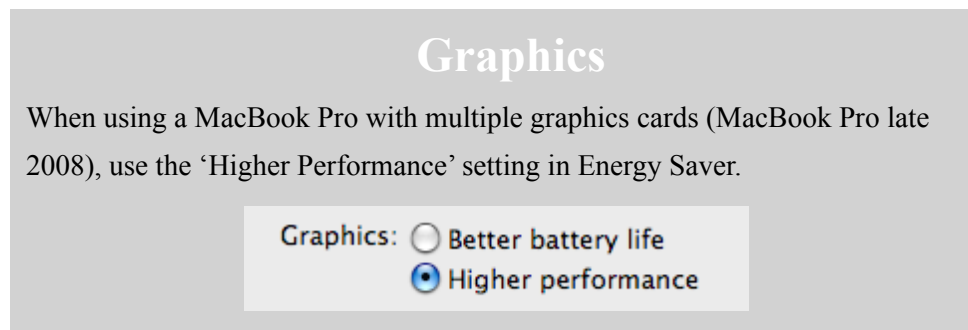 Graphics
When using a MacBook Pro with multiple graphics cards (MacBook Pro late
2008), use the ‘Higher Performance’ setting in Energy Saver.
Graphics: Better battery life
Higher performance